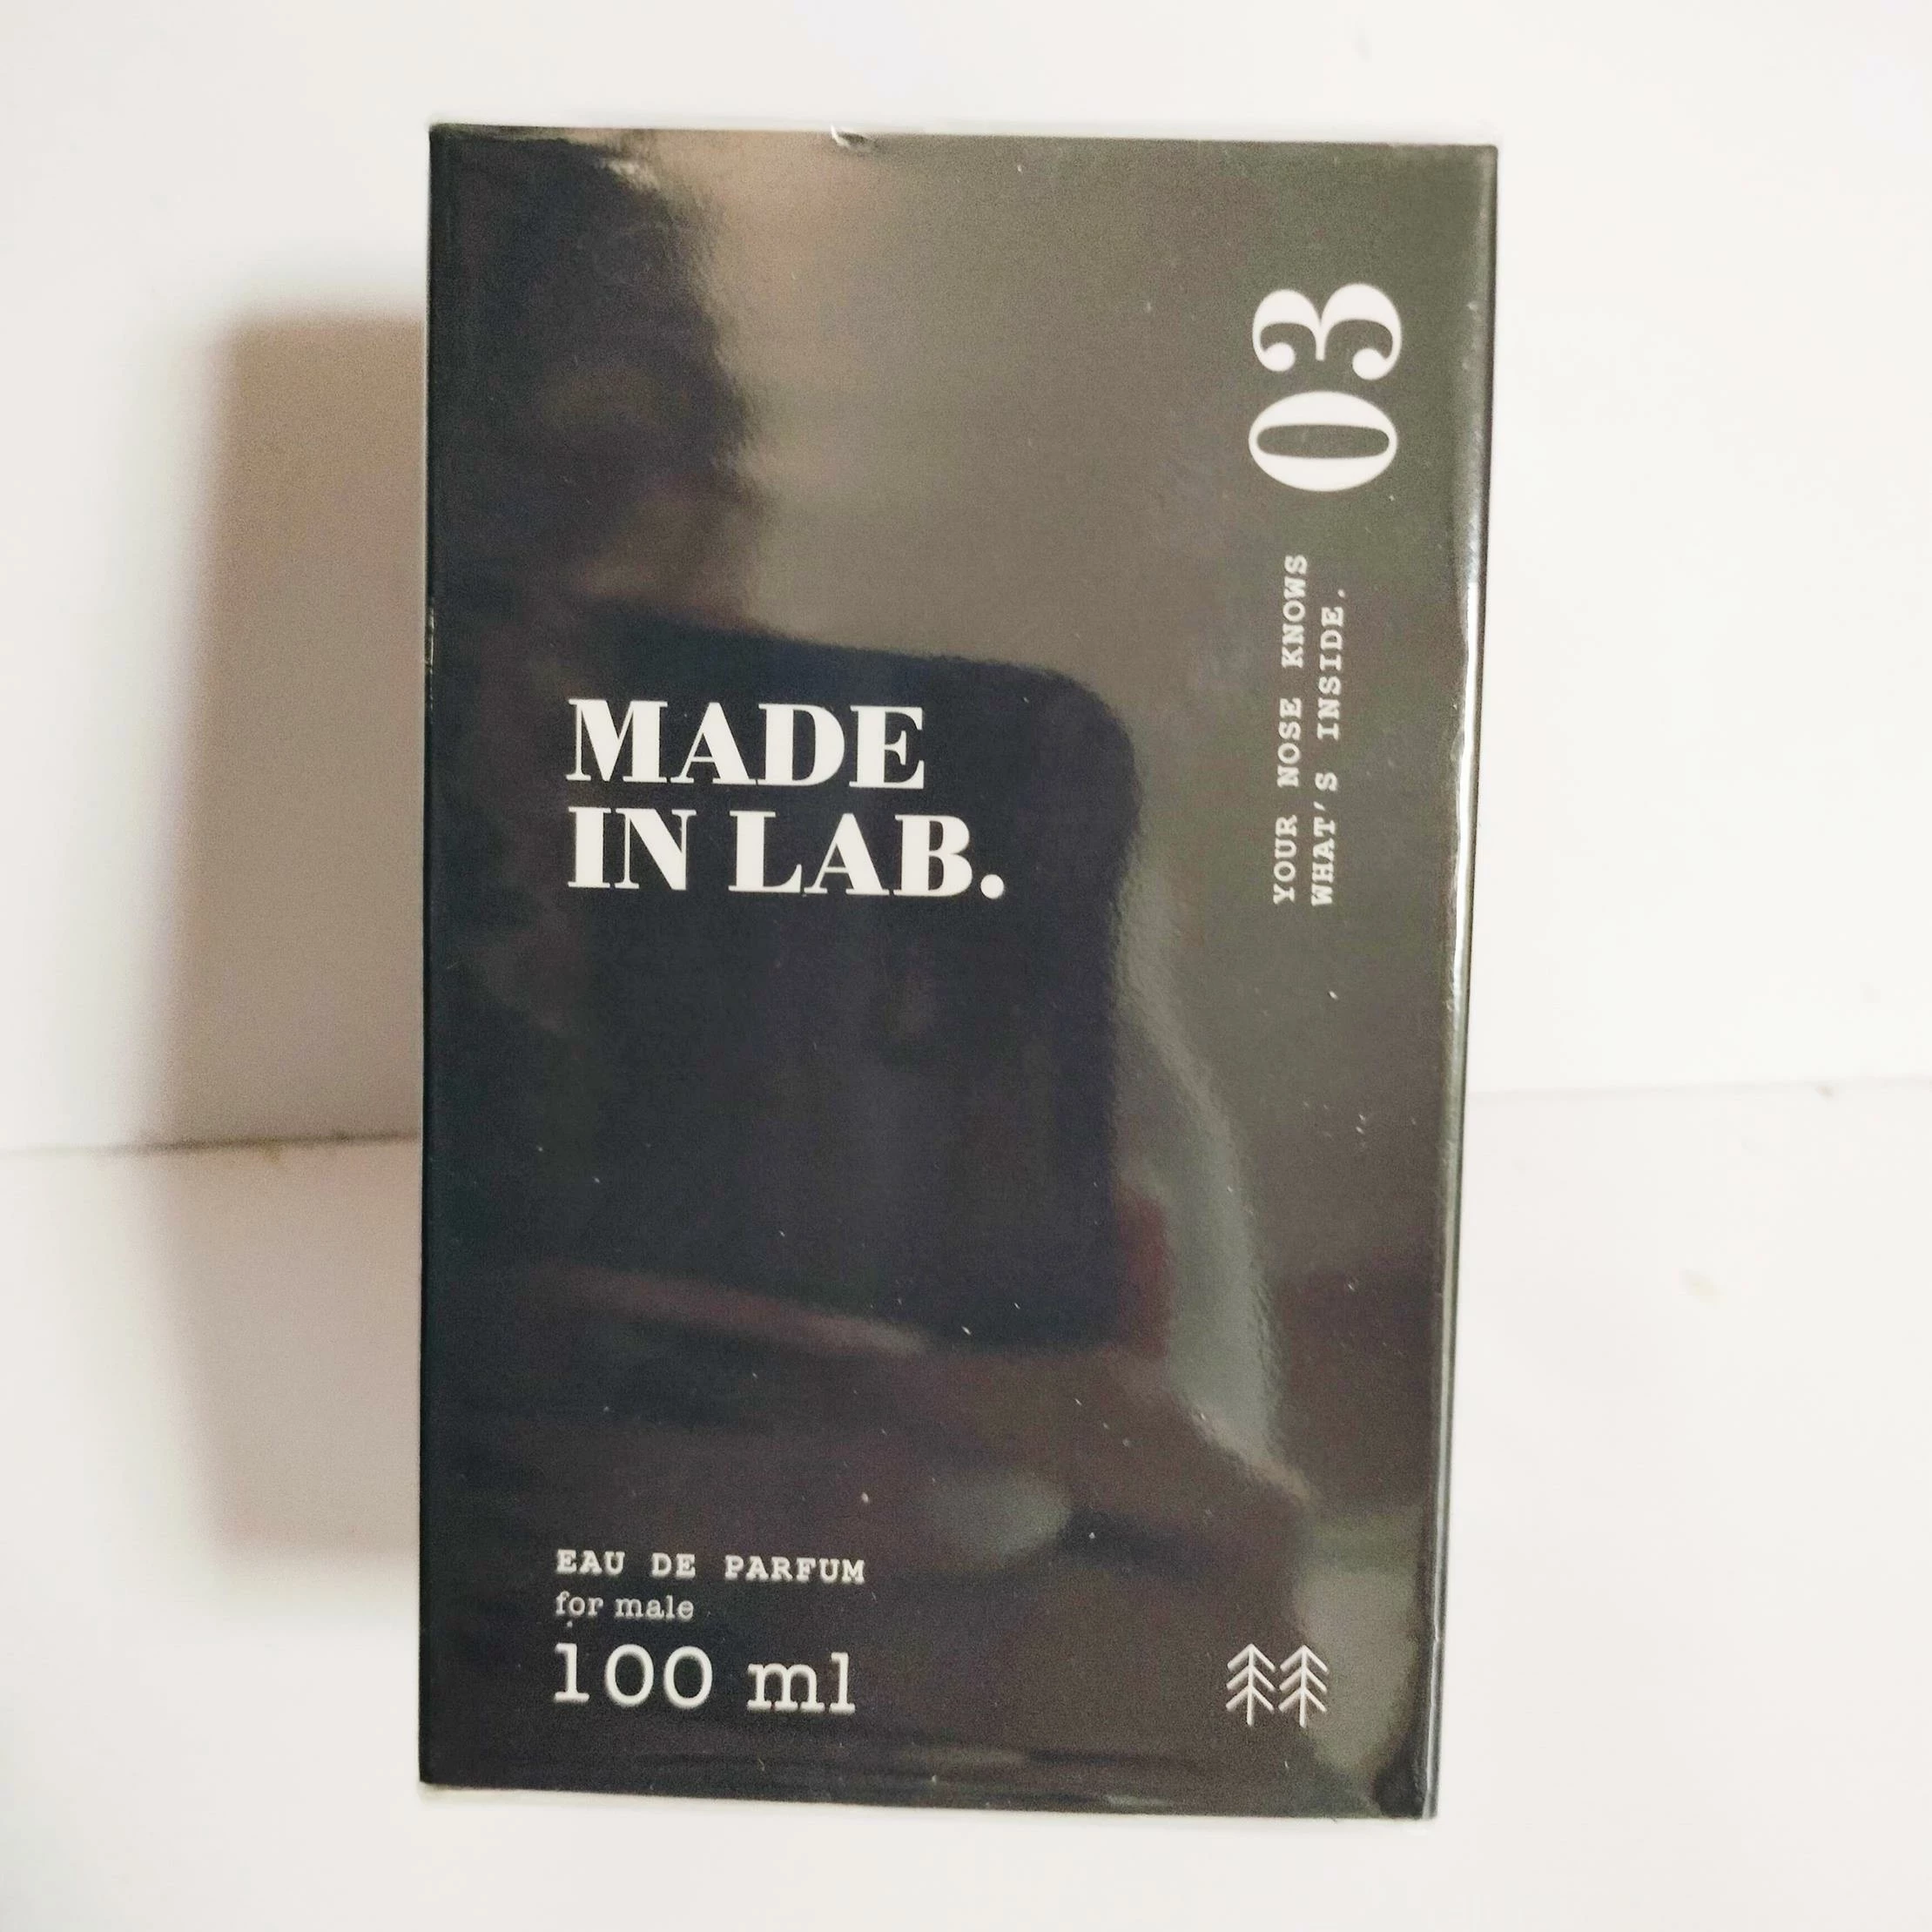 03
YOUR NOSE KNOWS
WHAT'S INSIDE.
MADE
IN LAB.
EAU DE PARFUM
for male
100 ml